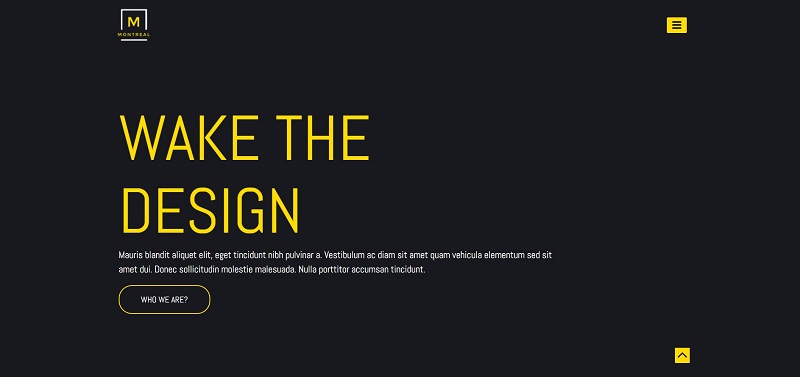 M
MONTREAL
WAKE THE
DESIGN
Mauris blandit aliquet elit, eget tincidunt nibh pulvinar a. Vestibulum ac diam sit amet quam vehicula elementum sed sit
amet dui. Donec sollicitudin molestie malesuada. Nulla porttitor accumsan tincidunt.
WHO WE ARE?